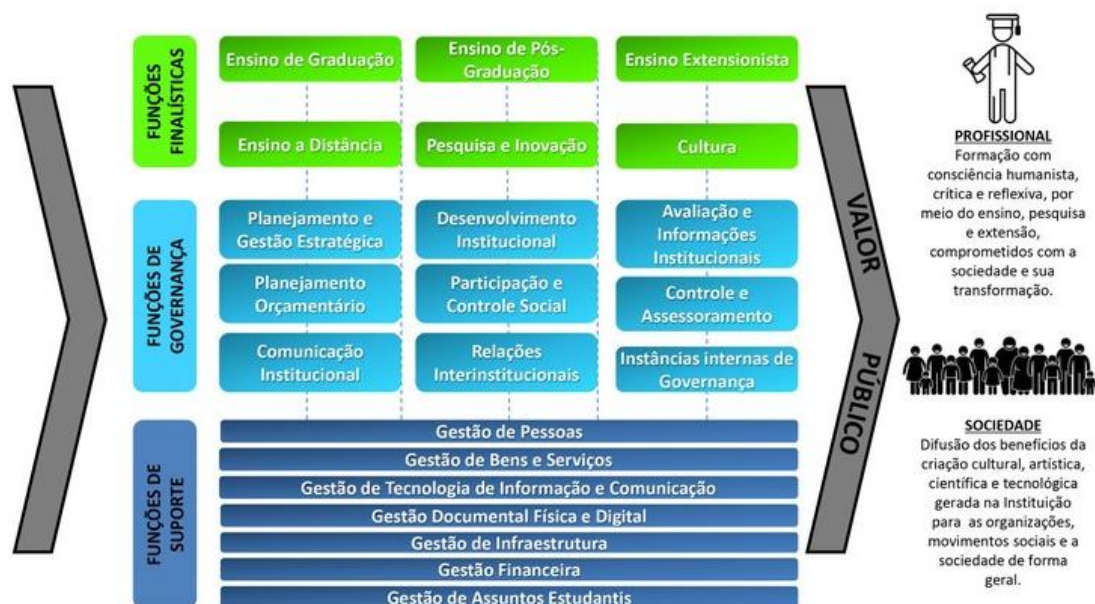 FUNÇÕES
FINALÍSTICAS
Ensino de Graduação
Ensino de Pós-
Graduação
Ensino Extensionista
Ensino a Distância
Pesquisa e Inovação
Cultura
FUNÇÕES DE
GOVERNANÇA
Planejamento e
Gestão Estratégica
Desenvolvimento
Institucional
Avaliação e
Informações
Institucionais
Planejamento
Orçamentário
Participação e
Controle Social
Controle e
Assessoramento
Comunicação
Institucional
Relações
Interinstitucionais
Instâncias internas de
Governança
FUNÇÕES DE
SUPORTE
Gestão de Pessoas
Gestão de Bens e Serviços
Gestão de Tecnologia de Informação e Comunicação
Gestão Documental Física e Digital
Gestão de Infraestrutura
Gestão Financeira
Gestão de Assuntos Estudantis
VALOR
PÚBLICO
PROFISSIONAL
Formação com
consciência humanista,
crítica e reflexiva, por
meio do ensino, pesquisa
e extensão,
comprometidos com a
sociedade e sua
transformação.
SOCIEDADE
Difusão dos benefícios da
criação cultural, artística,
científica e tecnológica
gerada na Instituição
para as organizações,
movimentos sociais e a
sociedade de forma
geral.